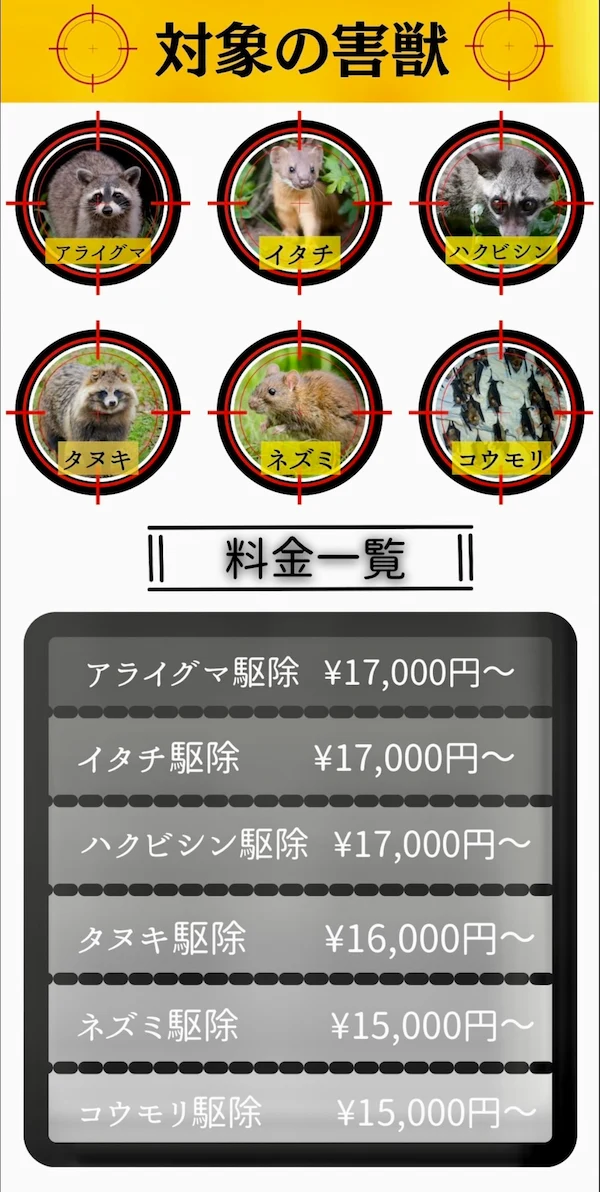 対象の害獣
アライグマ
イタチ
ハクビシン
タヌキ
ネズミ
コウモリ
料金一覧
アライグマ駆除 ¥17,000円〜
イタチ駆除 ¥17,000円〜
ハクビシン駆除 ¥17,000円〜
タヌキ駆除 ¥16,000円〜
ネズミ駆除 ¥15,000円〜
コウモリ駆除 ¥15,000円〜